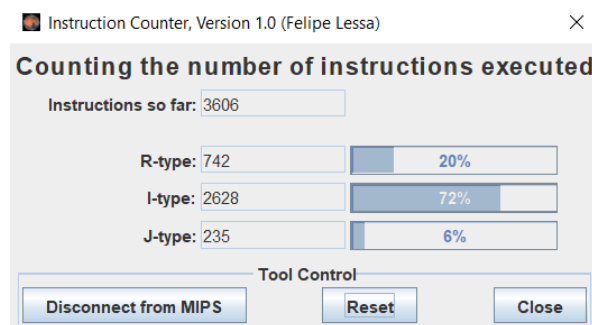 Instruction Counter, Version 1.0 (Felipe Lessa)
Counting the number of instructions executed
Instructions so far: 3606
R-type: 742 20%
I-type: 2628 72%
J-type: 235 6%
Tool Control
Disconnect from MIPS Reset Close